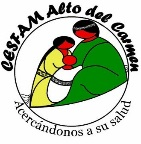 CESFAM Alto del Carmen
Acercándonos a su salud